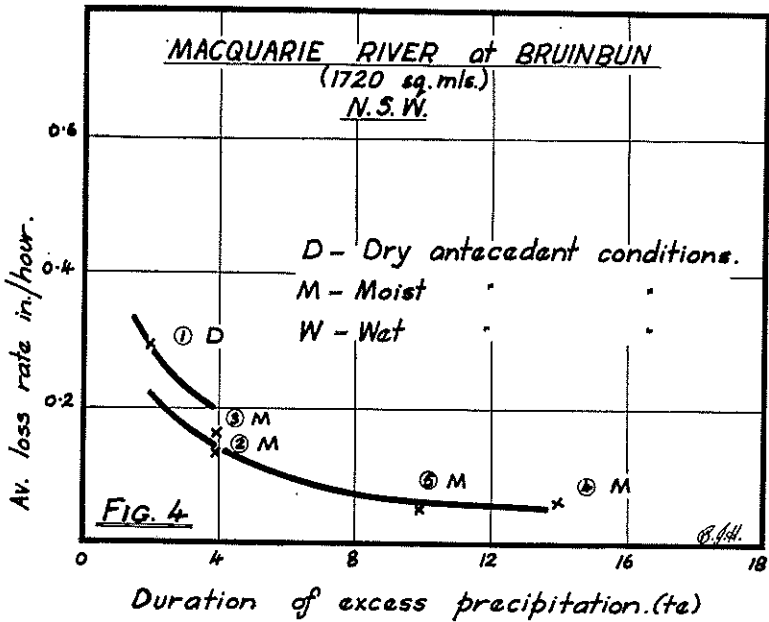 MACQUARIE RIVER at BRUINBUN
(1720 sq.mls.)
N.S.W.
0.6
D - Dry antecedant conditions.
0.4
M - Moist " "
W - Wet " "
① D
0.2
③ M
② M
⑤ M
④ M
FIG. 4
B.J.H.
0 4 8 12 16 18
Av. loss rate in./hour.
Duration of excess precipitation.(te)